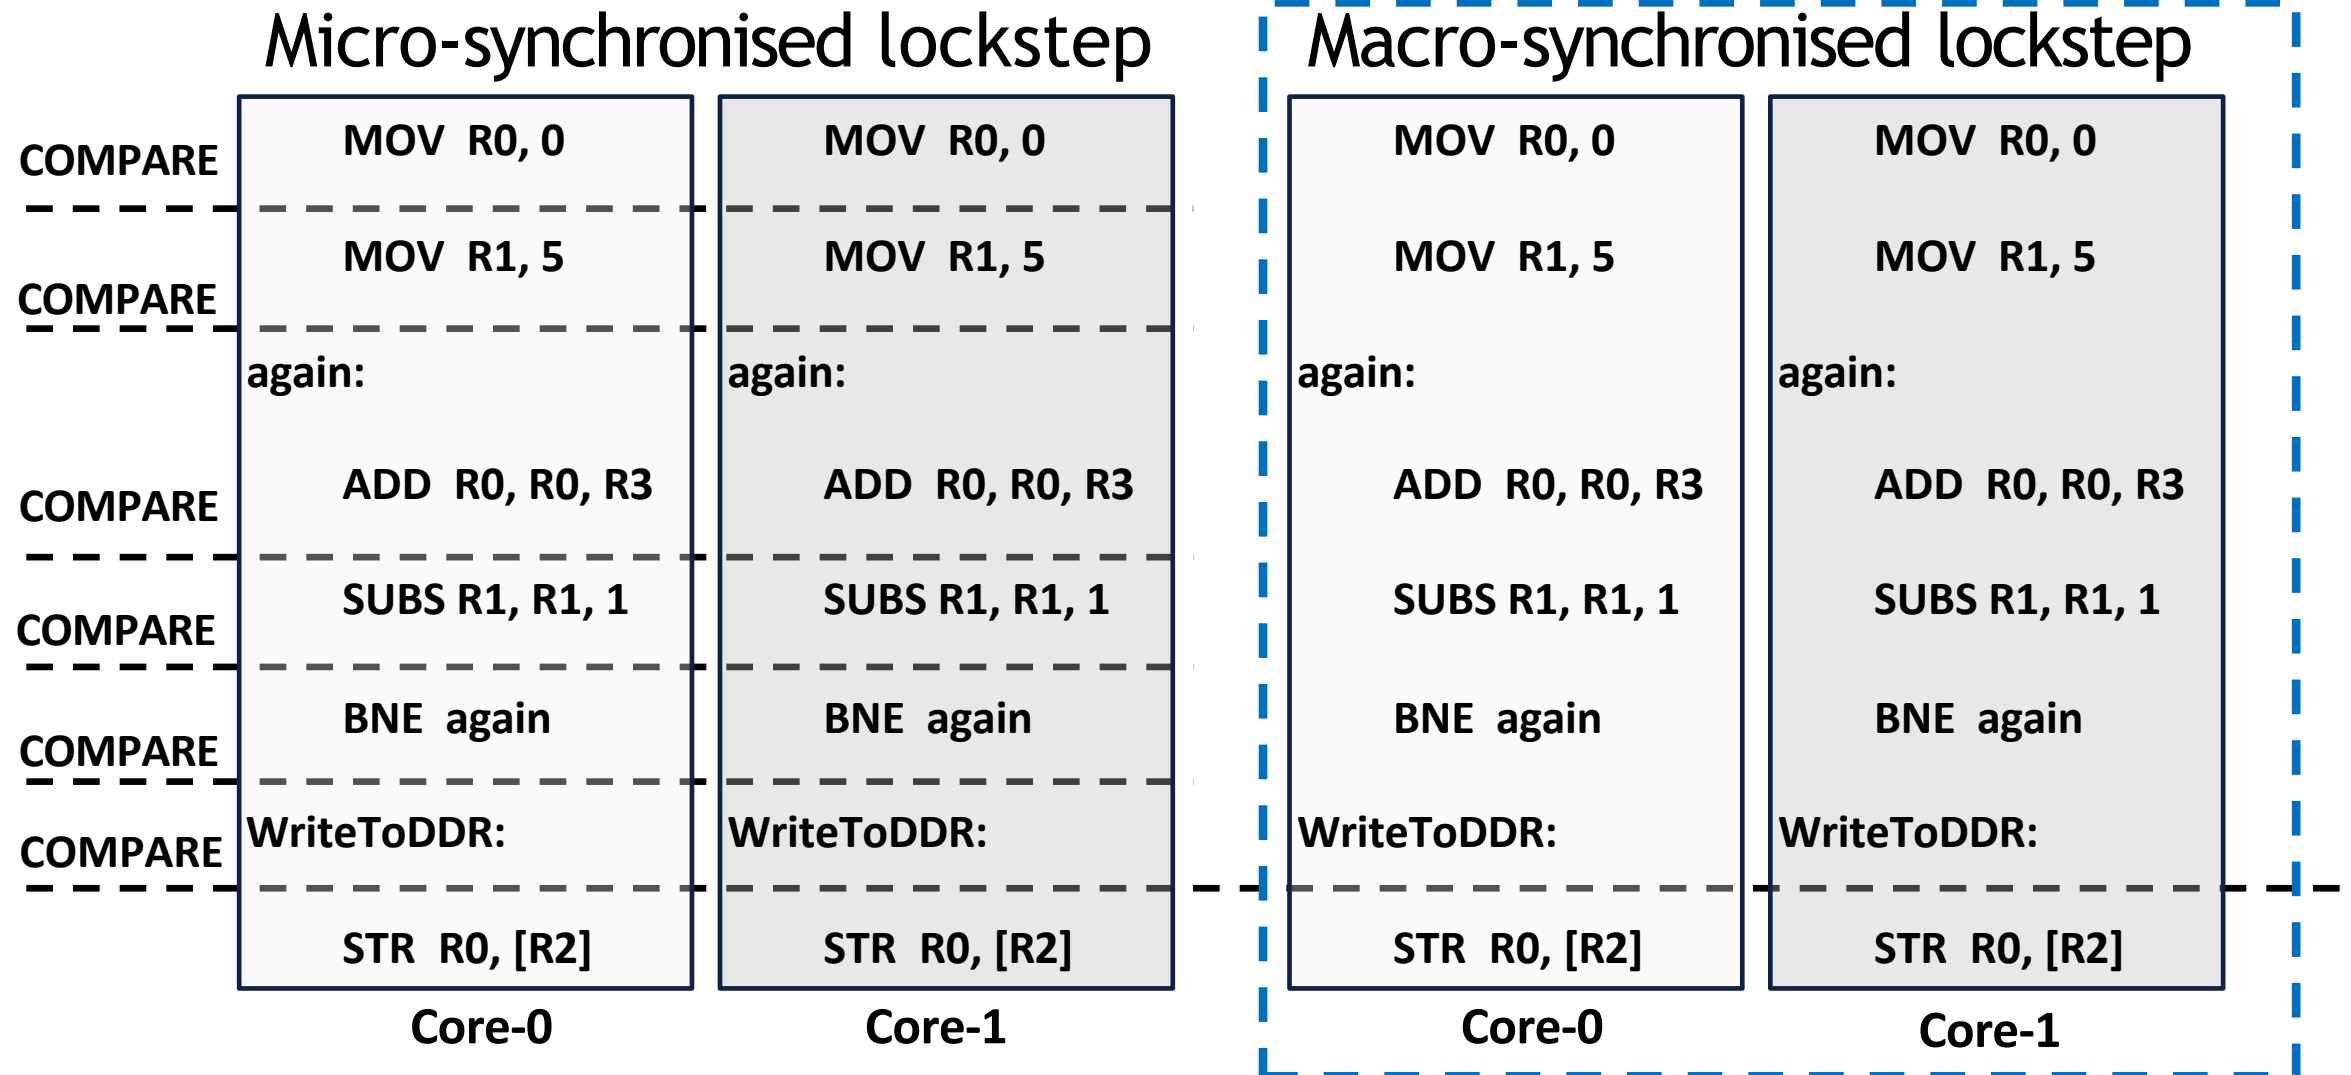 Micro-synchronised lockstep
COMPARE
COMPARE
COMPARE
COMPARE
COMPARE
COMPARE
MOV R0, 0
MOV R1, 5
again:
ADD R0, R0, R3
SUBS R1, R1, 1
BNE again
WriteToDDR:
STR R0, [R2]
Core-0
MOV R0, 0
MOV R1, 5
again:
ADD R0, R0, R3
SUBS R1, R1, 1
BNE again
WriteToDDR:
STR R0, [R2]
Core-1
Macro-synchronised lockstep
MOV R0, 0
MOV R1, 5
again:
ADD R0, R0, R3
SUBS R1, R1, 1
BNE again
WriteToDDR:
STR R0, [R2]
Core-0
MOV R0, 0
MOV R1, 5
again:
ADD R0, R0, R3
SUBS R1, R1, 1
BNE again
WriteToDDR:
STR R0, [R2]
Core-1